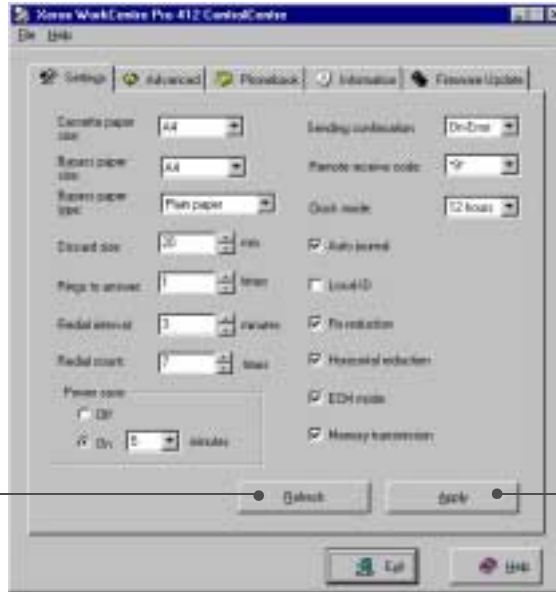 Xerox WorkCentre Pro 412 ControlCentre
File Help
Settings Advanced Phonebook Information Firmware Update
Cassette paper size: A4
Bypass paper size: A4
Bypass paper type: Plain paper
Discard size: 20 mm
Rings to answer: 1 times
Redial interval: 3 minutes
Redial count: 7 times
Power save
Off
On 5 minutes
Sending confirmation: On-Error
Remote receive code:
Clock mode: 12 hours
Auto journal
Local ID
Rx reduction
Horizontal reduction
ECM mode
Memory transmission
Refresh Apply
Exit Help